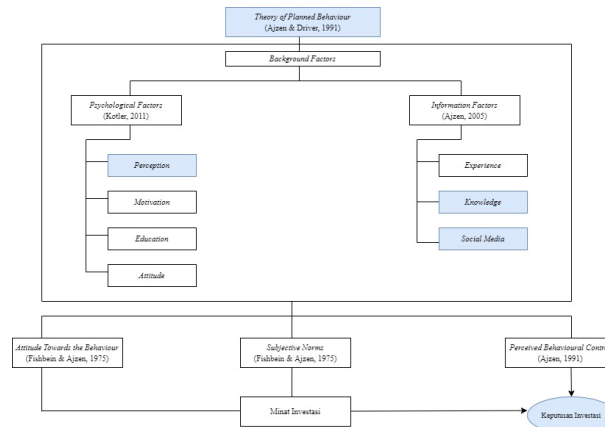 Theory of Planned Behaviour
(Ajzen & Driver, 1991)
Background Factors
Psychological Factors
(Kotler, 2011)
Information Factors
(Ajzen, 2005)
Perception
Motivation
Education
Attitude
Experience
Knowledge
Social Media
Attitude Towards the Behaviour
(Fishbein & Ajzen, 1975)
Subjective Norms
(Fishbein & Ajzen, 1975)
Perceived Behavioural Contr
(Ajzen, 1991)
Minat Investasi
Keputusan Investasi